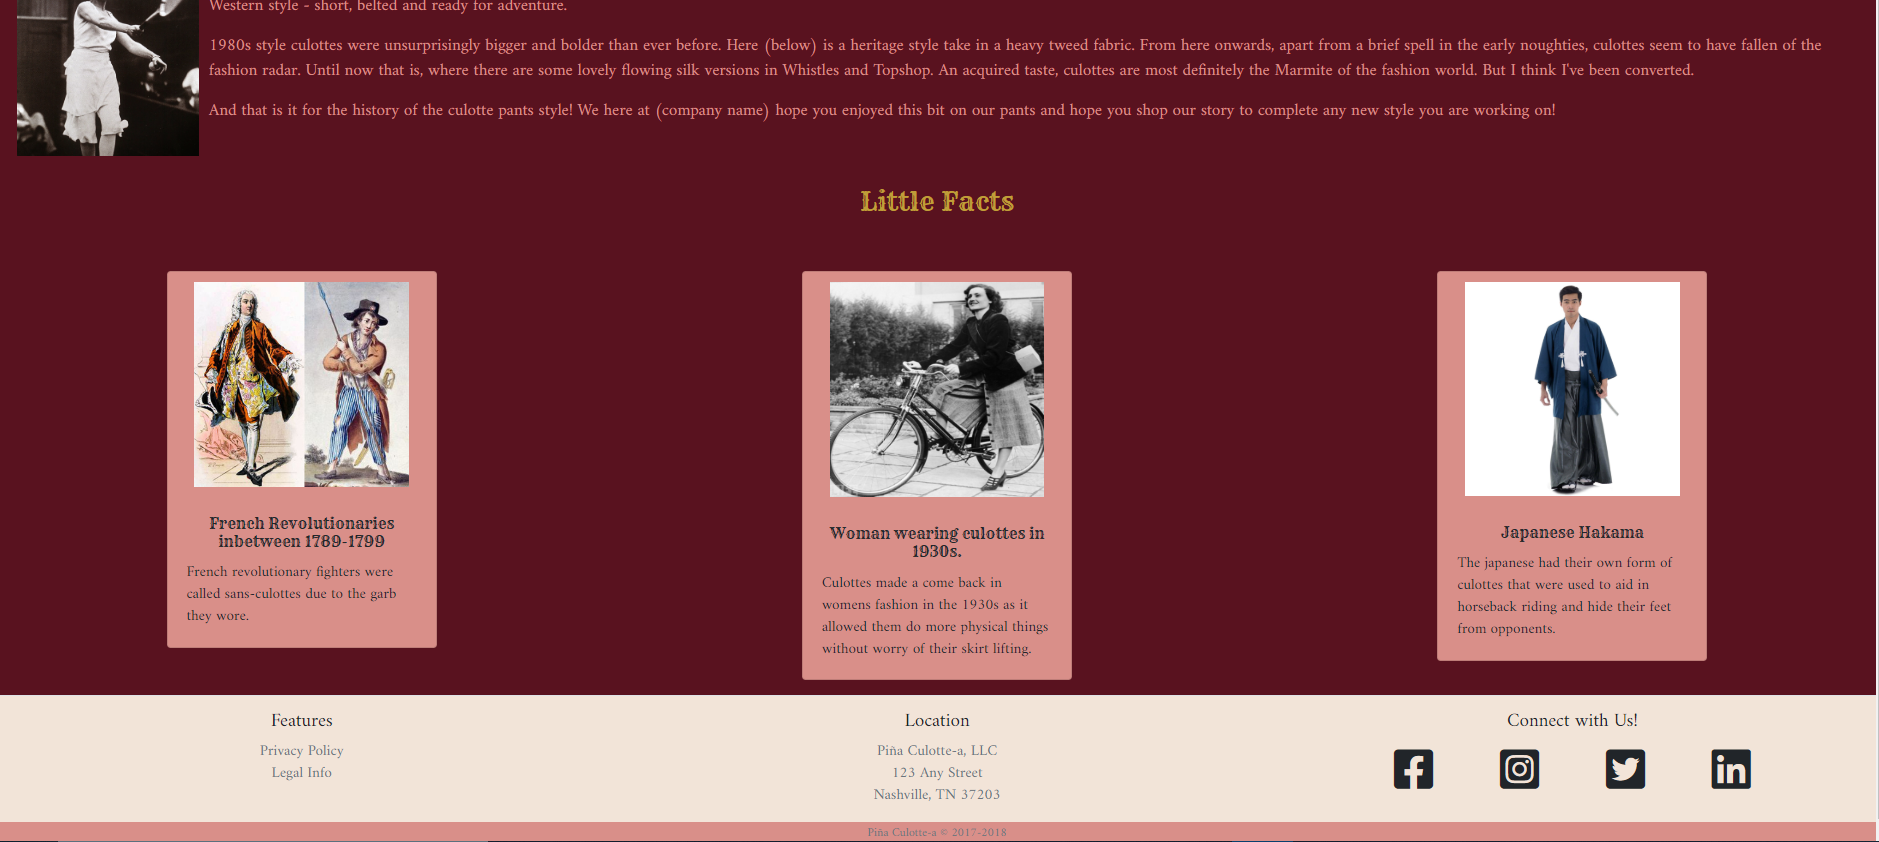 Western style - short, belted and ready for adventure.
1980s style culottes were unsurprisingly bigger and bolder than ever before. Here (below) is a heritage style take in a heavy tweed fabric. From here onwards, apart from a brief spell in the early noughties, culottes seem to have fallen of the
fashion radar. Until now that is, where there are some lovely flowing silk versions in Whistles and Topshop. An acquired taste, culottes are most definitely the Marmite of the fashion world. But I think I've been converted.
And that is it for the history of the culotte pants style! We here at (company name) hope you enjoyed this bit on our pants and hope you shop our story to complete any new style you are working on!
Little Facts
French Revolutionaries
inbetween 1789-1799
French revolutionary fighters were
called sans-culottes due to the garb
they wore.
Woman wearing culottes in
1930s.
Culottes made a come back in
womens fashion in the 1930s as it
allowed them do more physical things
without worry of their skirt lifting.
Japanese Hakama
The japanese had their own form of
culottes that were used to aid in
horseback riding and hide their feet
from opponents.
Features
Privacy Policy
Legal Info
Location
Piña Culotte-a, LLC
123 Any Street
Nashville, TN 37203
Connect with Us!
Piña Culotte-a © 2017-2018